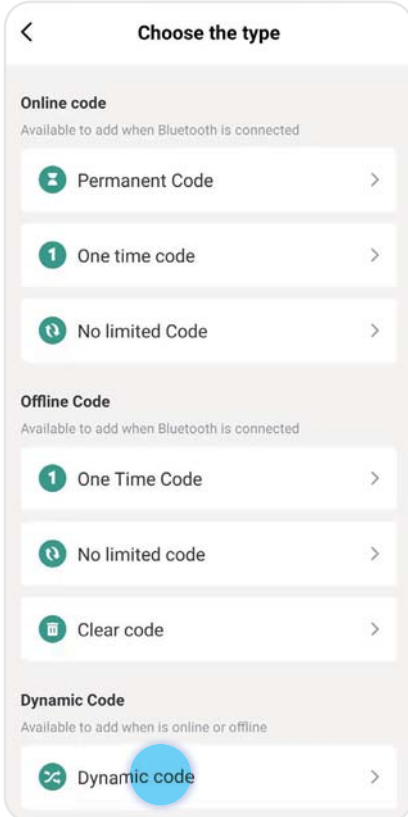 Choose the type
Online code
Available to add when Bluetooth is connected
Permanent Code
1 One time code
No limited Code
Offline Code
Available to add when Bluetooth is connected
1 One Time Code
No limited code
Clear code
Dynamic Code
Available to add when is online or offline
Dynamic code